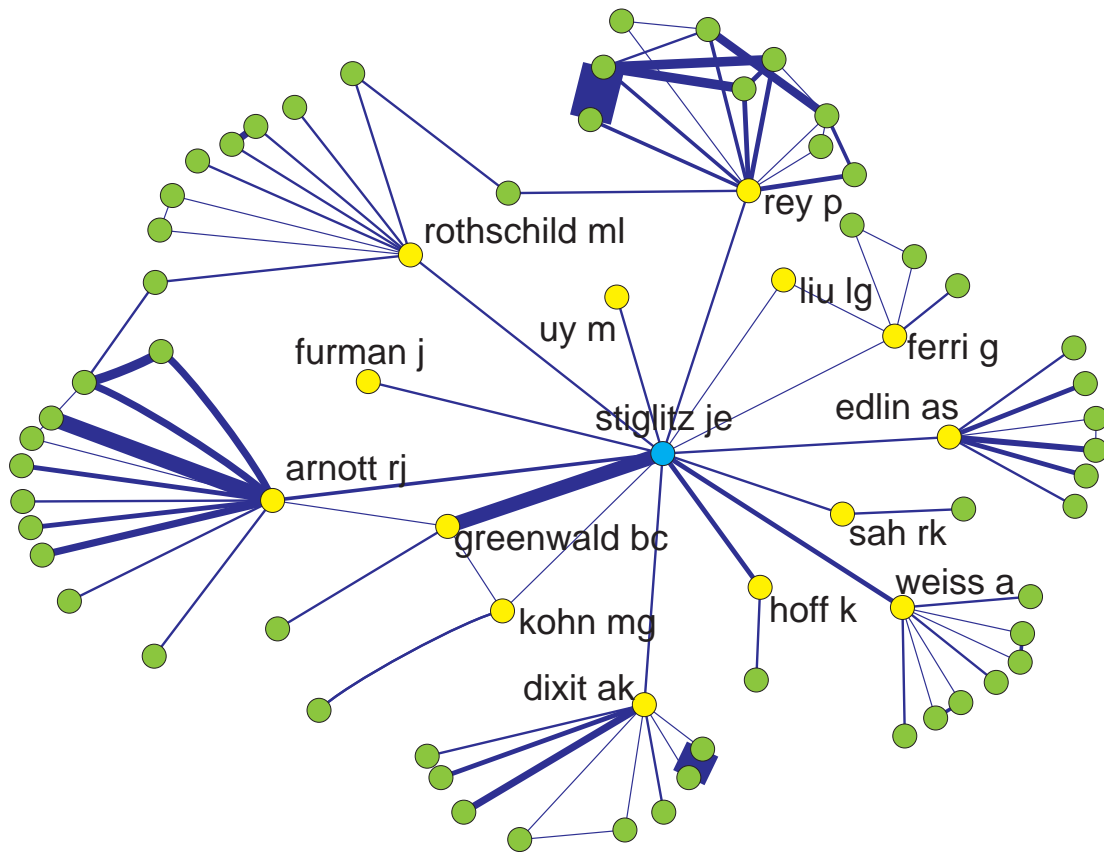 rey p
rothschild ml
liu lg
uy m
ferri g
furman j
edlin as
stiglitz je
arnott rj
sah rk
greenwald bc
weiss a
hoff k
kohn mg
dixit ak